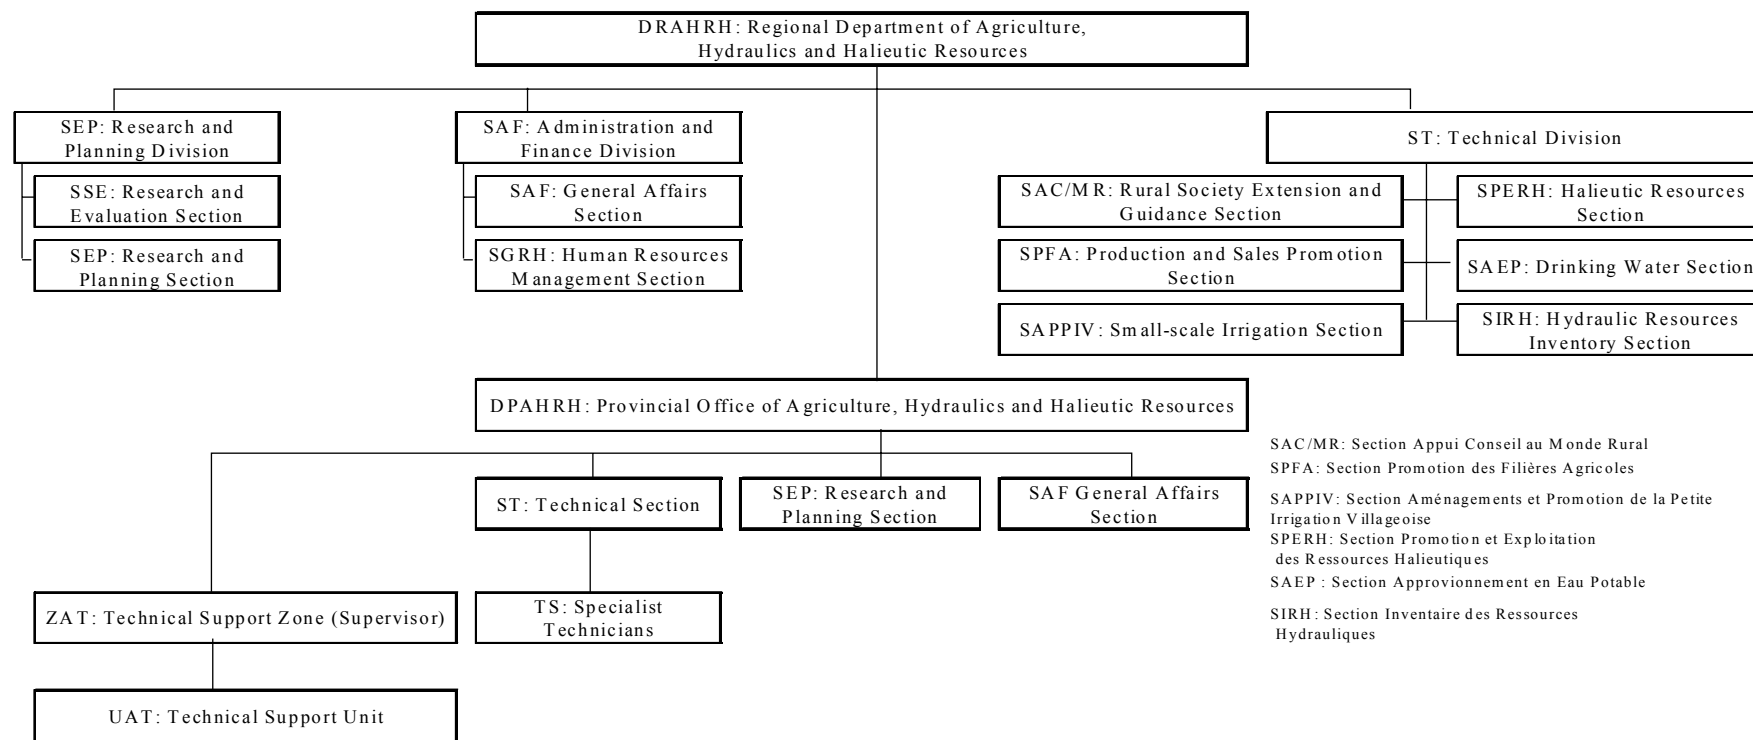 DRAHRH: Regional Department of Agriculture,
Hydraulics and Halieutic Resources
SEP: Research and
Planning Division
SAF: Administration and
Finance Division
ST: Technical Division
SSE: Research and
Evaluation Section
SAF: General Affairs
Section
SAC/MR: Rural Society Extension and
Guidance Section
SPERH: Halieutic Resources
Section
SEP: Research and
Planning Section
SGRH: Human Resources
Management Section
SPFA: Production and Sales Promotion
Section
SAEP: Drinking Water Section
SAPPIV: Small-scale Irrigation Section
SIRH: Hydraulic Resources
Inventory Section
DPAHRH: Provincial Office of Agriculture, Hydraulics and Halieutic Resources
ST: Technical Section
SEP: Research and
Planning Section
SAF General Affairs
Section
ZAT: Technical Support Zone (Supervisor)
TS: Specialist
Technicians
UAT: Technical Support Unit
SAC/MR: Section Appui Conseil au Monde Rural
SPFA: Section Promotion des Filières Agricoles
SAPPIV: Section Aménagements et Promotion de la Petite
Irrigation Villageoise
SPERH: Section Promotion et Exploitation
des Ressources Halieutiques
SAEP : Section Approvionnement en Eau Potable
SIRH: Section Inventaire des Ressources
Hydrauliques